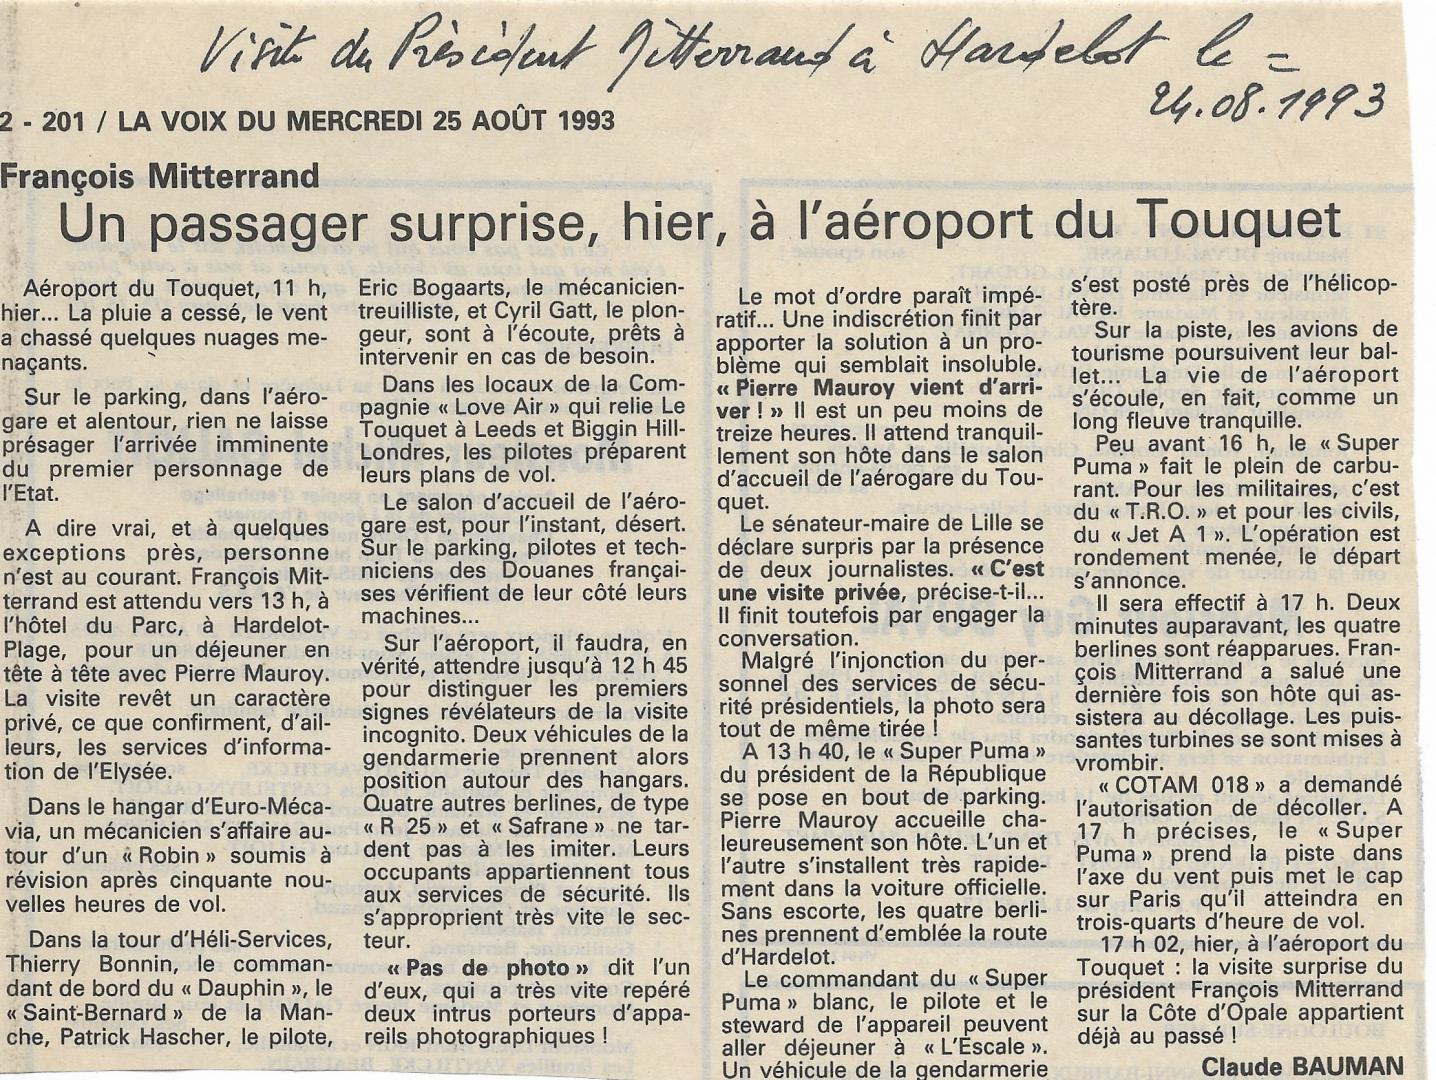 Visite du Président Mitterrand à Hardelot le =
24.08.1993
2 - 201 / LA VOIX DU MERCREDI 25 AOÛT 1993
François Mitterrand
Un passager surprise, hier, à l'aéroport du Touquet
Aéroport du Touquet, 11 h,
hier... La pluie a cessé, le vent
a chassé quelques nuages me-
naçants.
Sur le parking, dans l'aéro-
gare et alentour, rien ne laisse
présager l'arrivée imminente
du premier personnage de
l'Etat.
A dire vrai, et à quelques
exceptions près, personne
n'est au courant. François Mit-
terrand est attendu vers 13 h, à
l'hôtel du Parc, à Hardelot-
Plage, pour un déjeuner en
tête à tête avec Pierre Mauroy.
La visite revêt un caractère
privé, ce que confirment, d'ail-
leurs, les services d'informa-
tion de l'Elysée.
Dans le hangar d'Euro-Méca-
via, un mécanicien s'affaire au-
tour d'un « Robin » soumis à
révision après cinquante nou-
velles heures de vol.
Dans la tour d'Héli-Services,
Thierry Bonnin, le comman-
dant de bord du « Dauphin », le
« Saint-Bernard » de la Man-
che, Patrick Hascher, le pilote,
Eric Bogaarts, le mécanicien-
treuilliste, et Cyril Gatt, le plon-
geur, sont à l'écoute, prêts à
intervenir en cas de besoin.
Dans les locaux de la Com-
pagnie « Love Air » qui relie Le
Touquet à Leeds et Biggin Hill-
Londres, les pilotes préparent
leurs plans de vol.
Le salon d'accueil de l'aéro-
gare est, pour l'instant, désert.
Sur le parking, pilotes et tech-
niciens des Douanes françai-
ses vérifient de leur côté leurs
machines...
Sur l'aéroport, il faudra, en
vérité, attendre jusqu'à 12 h 45
pour distinguer les premiers
signes révélateurs de la visite
incognito. Deux véhicules de la
gendarmerie prennent alors
position autour des hangars.
Quatre autres berlines, de type
« R 25 » et « Safrane » ne tar-
dent pas à les imiter. Leurs
occupants appartiennent tous
aux services de sécurité. Ils
s'approprient très vite le sec-
teur.
« Pas de photo » dit l'un
d'eux, qui a très vite repéré
deux intrus porteurs d'appa-
reils photographiques !
Le mot d'ordre paraît impé-
ratif... Une indiscrétion finit par
apporter la solution à un pro-
blème qui semblait insoluble.
« Pierre Mauroy vient d'arri-
ver ! » Il est un peu moins de
treize heures. Il attend tranquil-
lement son hôte dans le salon
d'accueil de l'aérogare du Tou-
quet.
Le sénateur-maire de Lille se
déclare surpris par la présence
de deux journalistes. « C'est
une visite privée, précise-t-il...
Il finit toutefois par engager la
conversation.
Malgré l'injonction du per-
sonnel des services de sécu-
rité présidentiels, la photo sera
tout de même tirée !
A 13 h 40, le « Super Puma »
du président de la République
se pose en bout de parking.
Pierre Mauroy accueille cha-
leureusement son hôte. L'un et
l'autre s'installent très rapide-
ment dans la voiture officielle.
Sans escorte, les quatre berli-
nes prennent d'emblée la route
d'Hardelot.
Le commandant du « Super
Puma » blanc, le pilote et le
steward de l'appareil peuvent
aller déjeuner à « L'Escale ».
Un véhicule de la gendarmerie
s'est posté près de l'hélicop-
tère.
Sur la piste, les avions de
tourisme poursuivent leur bal-
let... La vie de l'aéroport
s'écoule, en fait, comme un
long fleuve tranquille.
Peu avant 16 h, le « Super
Puma » fait le plein de carbu-
rant. Pour les militaires, c'est
du « T.R.O. » et pour les civils,
du « Jet A 1 ». L'opération est
rondement menée, le départ
s'annonce.
Il sera effectif à 17 h. Deux
minutes auparavant, les quatre
berlines sont réapparues. Fran-
çois Mitterrand a salué une
dernière fois son hôte qui as-
sistera au décollage. Les puis-
santes turbines se sont mises à
vrombir.
« COTAM 018 » a demandé
l'autorisation de décoller. A
17 h précises, le « Super
Puma » prend la piste dans
l'axe du vent puis met le cap
sur Paris qu'il atteindra en
trois-quarts d'heure de vol.
17 h 02, hier, à l'aéroport du
Touquet : la visite surprise du
président François Mitterrand
sur la Côte d'Opale appartient
déjà au passé !
Claude BAUMAN